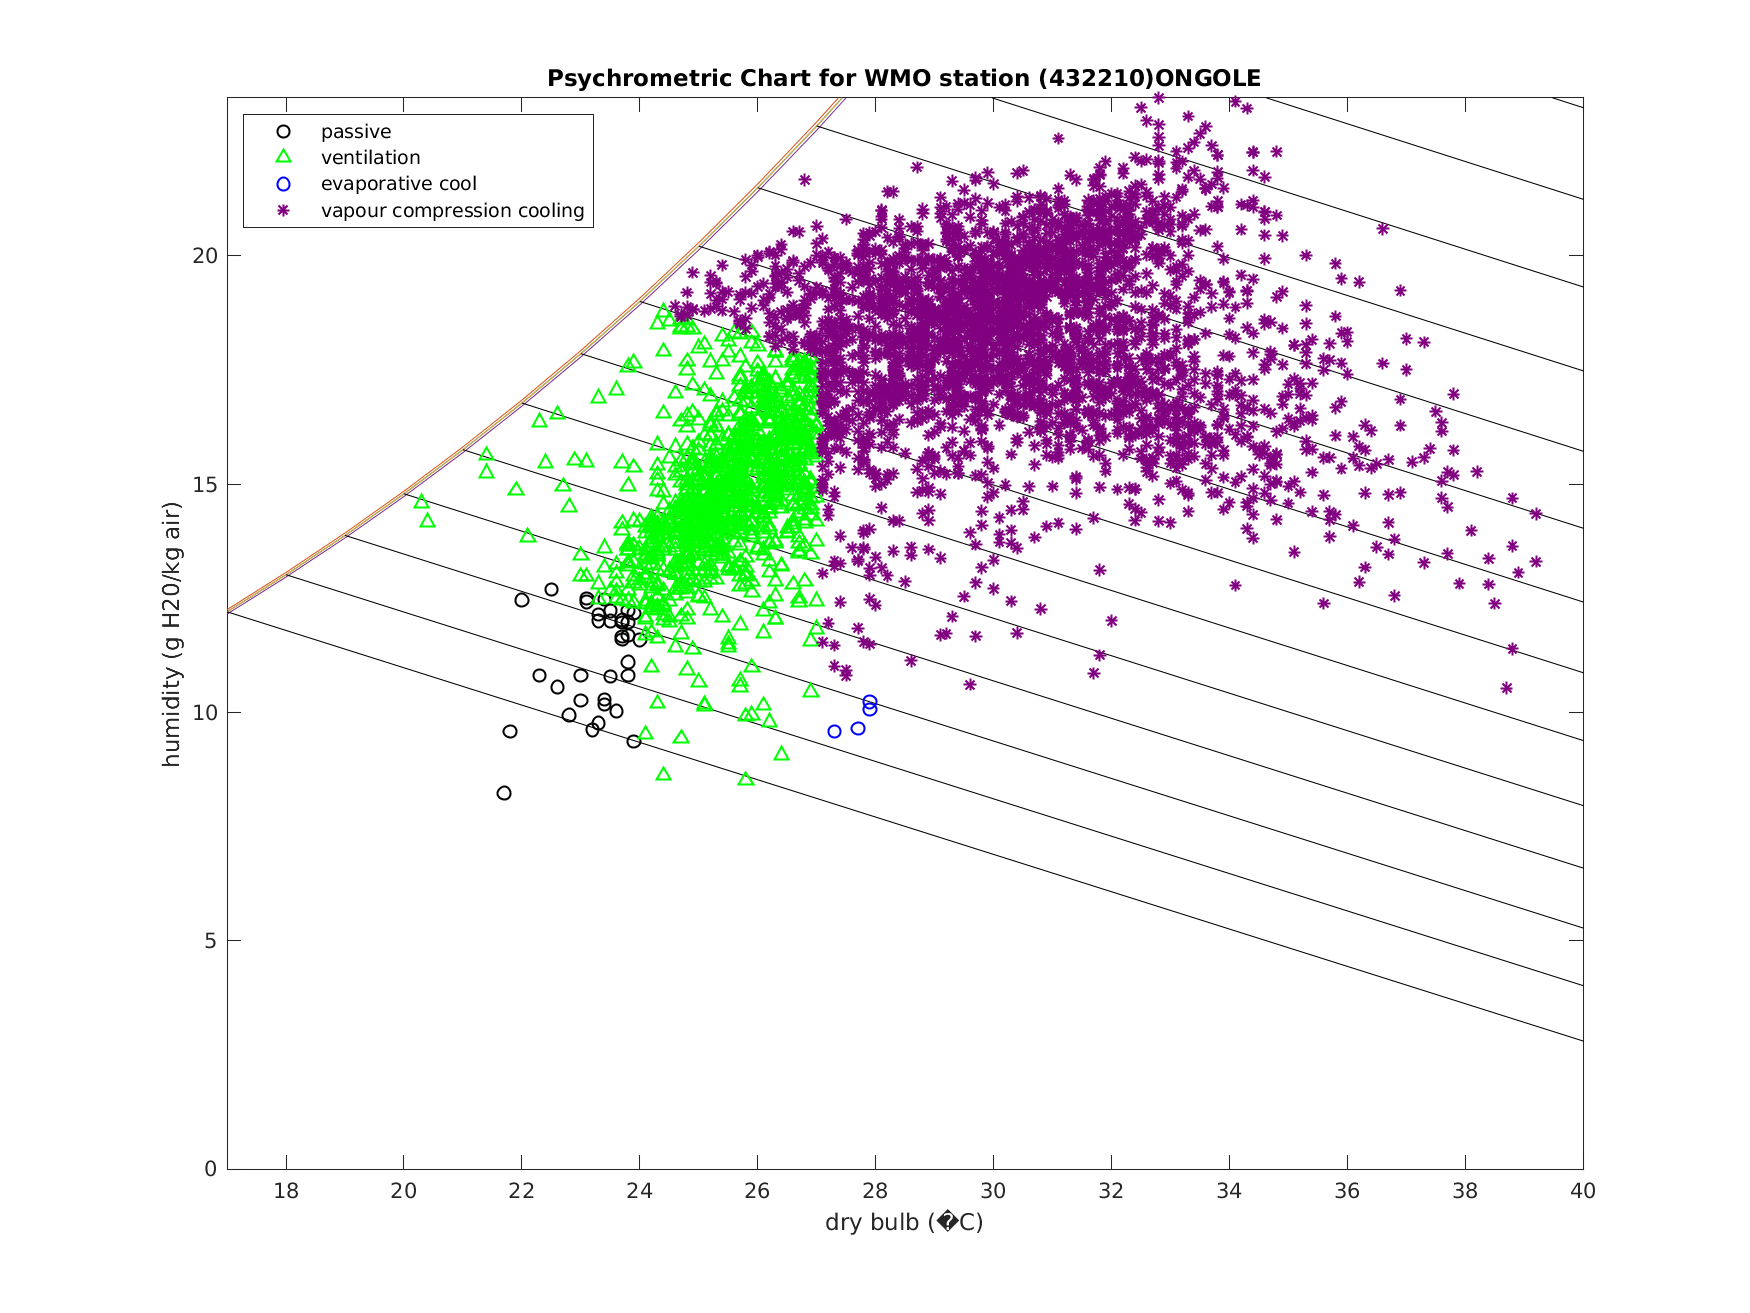 Psychrometric Chart for WMO station (432210)ONGOLE
passive
ventilation
evaporative cool
vapour compression cooling
humidity (g H20/kg air)
20
15
10
5
0
18 20 22 24 26 28 30 32 34 36 38 40
dry bulb (�C)